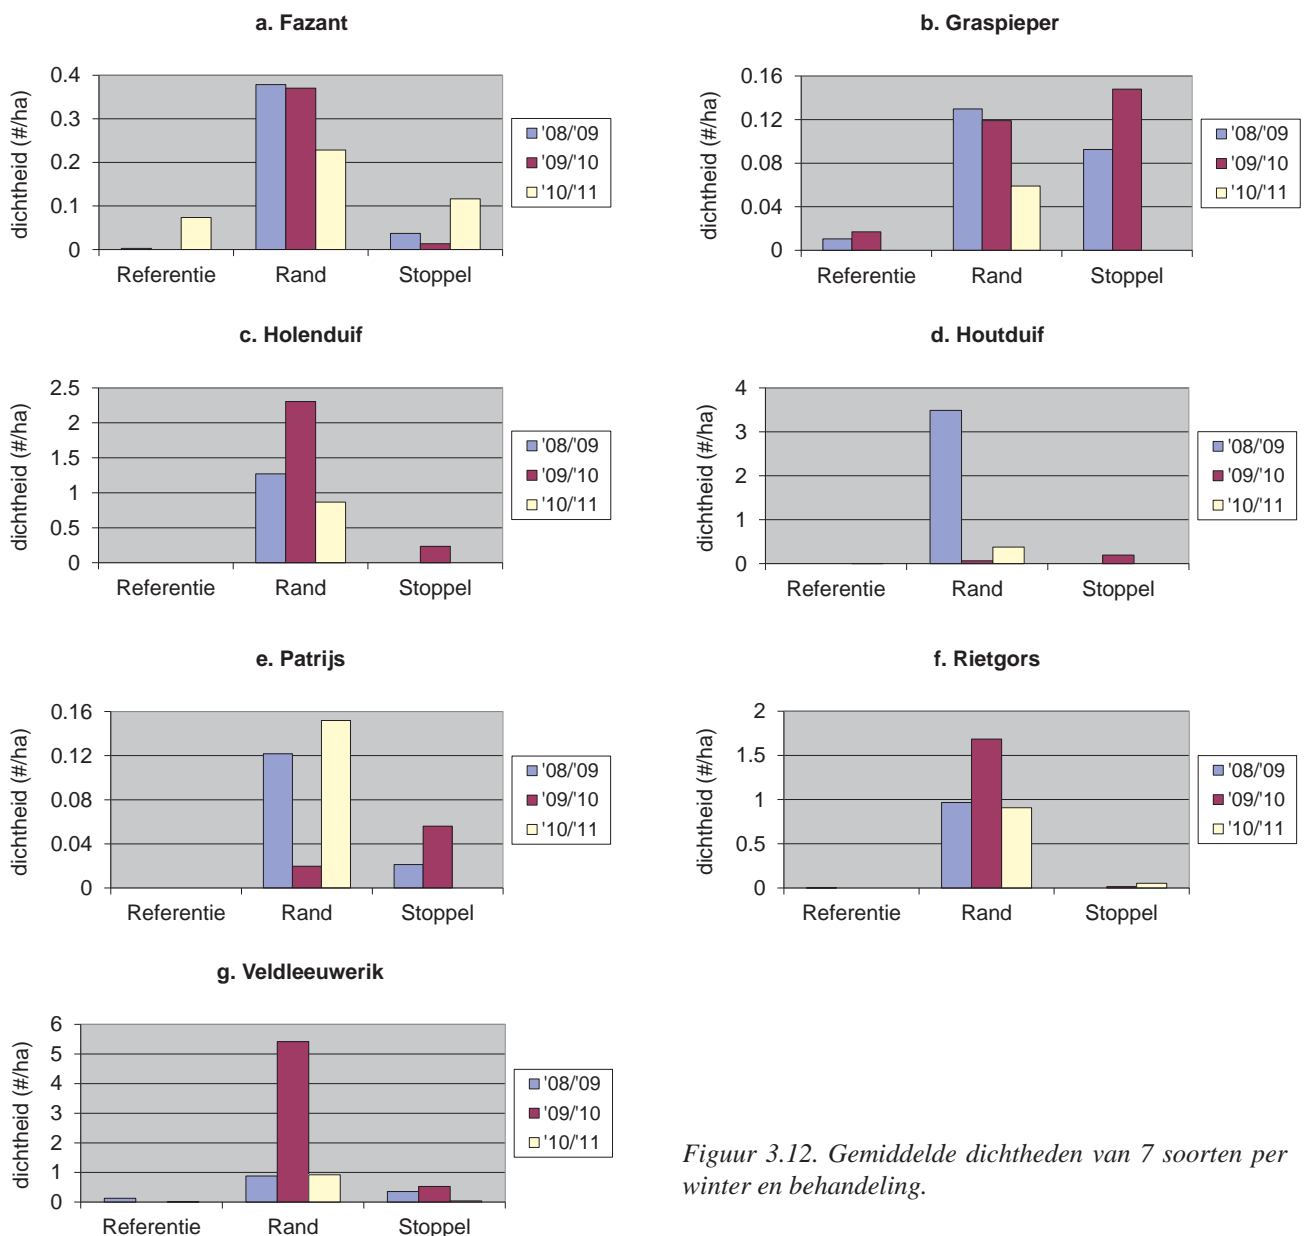 a. Fazant
dichtheid (#/ha)
0.4
0.3
0.2
0.1
0
Referentie Rand Stoppel
'08/'09
'09/'10
'10/'11
b. Graspieper
dichtheid (#/ha)
0.16
0.12
0.08
0.04
0
Referentie Rand Stoppel
'08/'09
'09/'10
'10/'11
c. Holenduif
dichtheid (#/ha)
2.5
2
1.5
1
0.5
0
Referentie Rand Stoppel
'08/'09
'09/'10
'10/'11
d. Houtduif
dichtheid (#/ha)
4
3
2
1
0
Referentie Rand Stoppel
'08/'09
'09/'10
'10/'11
e. Patrijs
dichtheid (#/ha)
0.16
0.12
0.08
0.04
0
Referentie Rand Stoppel
'08/'09
'09/'10
'10/'11
f. Rietgors
dichtheid (#/ha)
2
1.5
1
0.5
0
Referentie Rand Stoppel
'08/'09
'09/'10
'10/'11
g. Veldleeuwerik
dichtheid (#/ha)
6
5
4
3
2
1
0
Referentie Rand Stoppel
'08/'09
'09/'10
'10/'11
Figuur 3.12. Gemiddelde dichtheden van 7 soorten per
winter en behandeling.